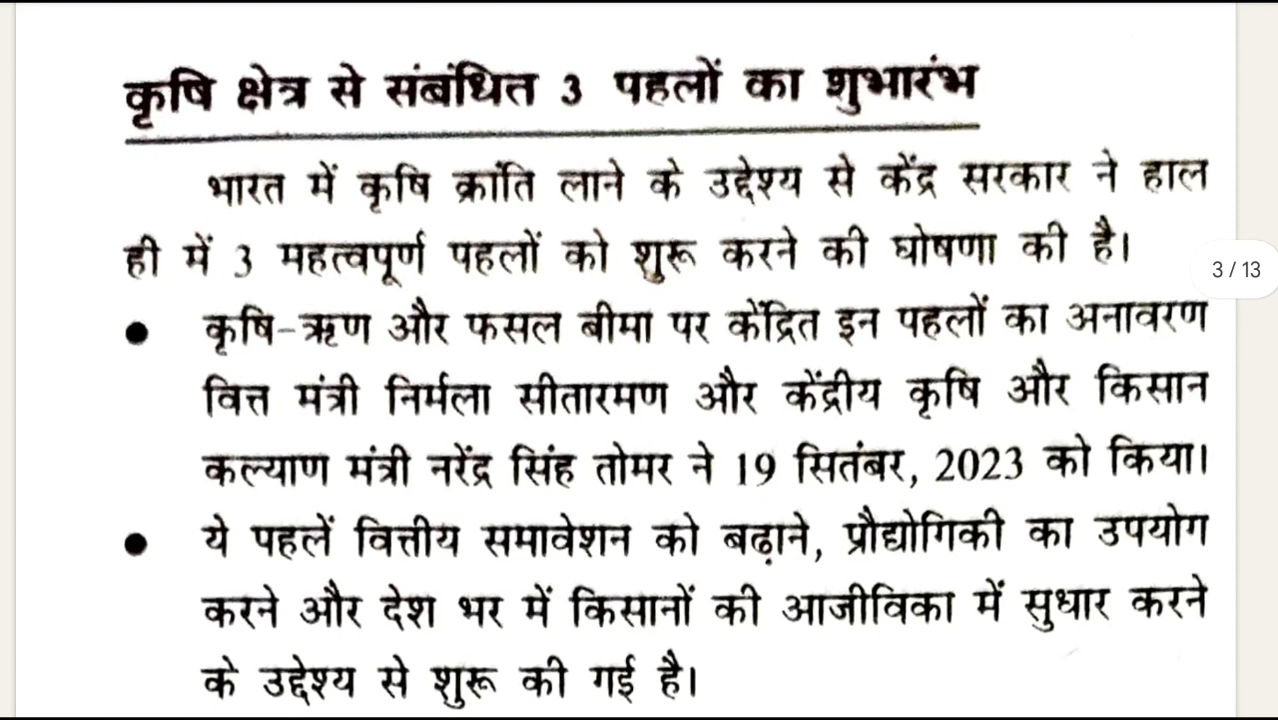 कृषि क्षेत्र से संबंधित 3 पहलों का शुभारंभ
भारत में कृषि क्रांति लाने के उद्देश्य से केंद्र सरकार ने हाल
ही में 3 महत्वपूर्ण पहलों को शुरू करने की घोषणा की है।
3 / 13
● कृषि-ऋण और फसल बीमा पर केंद्रित इन पहलों का अनावरण
वित्त मंत्री निर्मला सीतारमण और केंद्रीय कृषि और किसान
कल्याण मंत्री नरेंद्र सिंह तोमर ने 19 सितंबर, 2023 को किया।
● ये पहलें वित्तीय समावेशन को बढ़ाने, प्रौद्योगिकी का उपयोग
करने और देश भर में किसानों की आजीविका में सुधार करने
के उद्देश्य से शुरू की गई है।